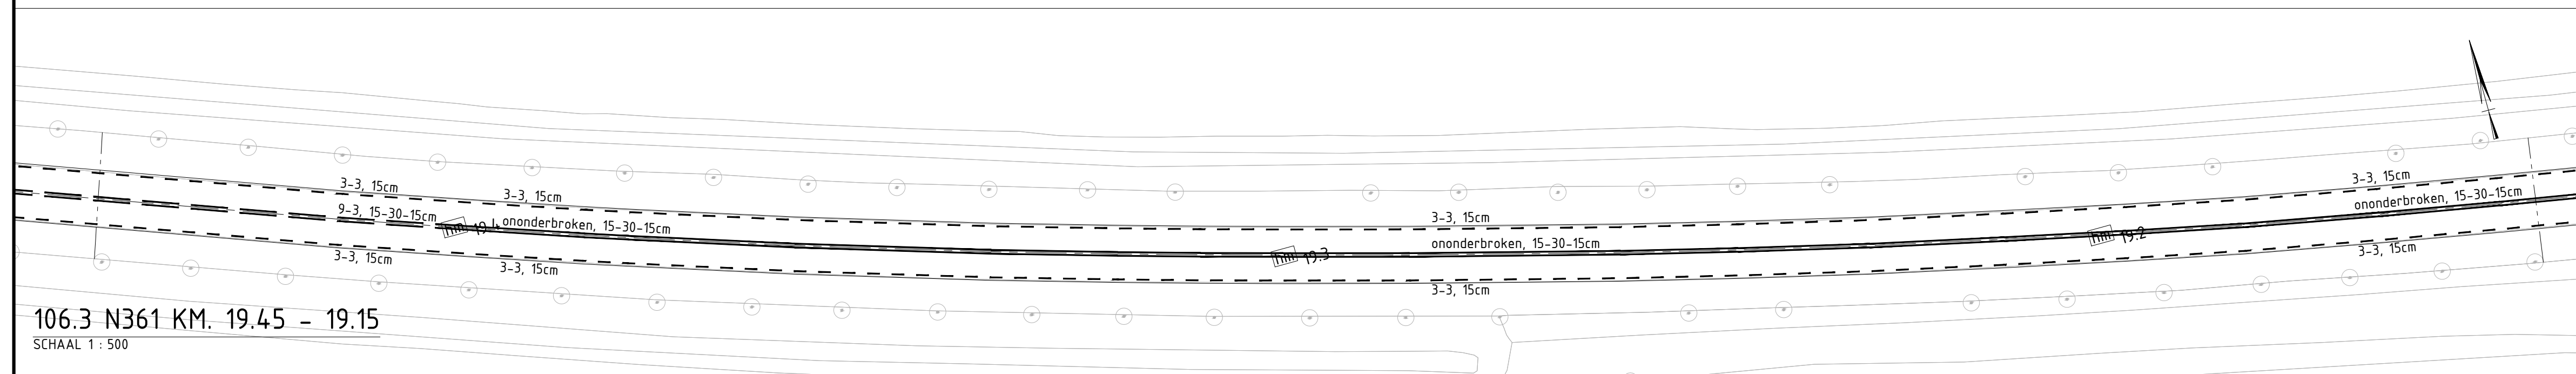 3-3, 15cm
3-3, 15cm
3-3, 15cm
3-3, 15cm
9-3, 15-30-15cm
hm 19.4
ononderbroken, 15-30-15cm
ononderbroken, 15-30-15cm
ononderbroken, 15-30-15cm
hm 19.3
hm 19.2
3-3, 15cm
3-3, 15cm
3-3, 15cm
3-3, 15cm
106.3 N361 KM. 19.45 - 19.15
SCHAAL 1 : 500